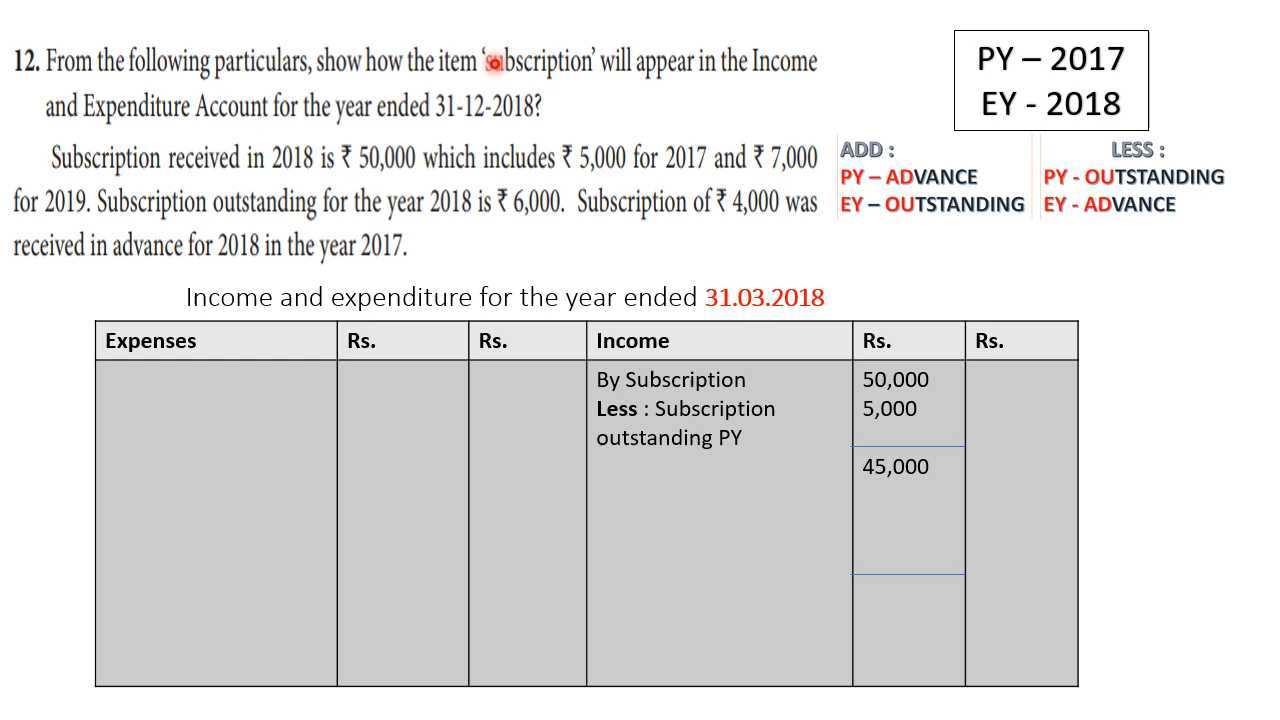 12. From the following particulars, show how the item ‘subscription’ will appear in the Income
and Expenditure Account for the year ended 31-12-2018?
Subscription received in 2018 is ₹ 50,000 which includes ₹ 5,000 for 2017 and ₹ 7,000
for 2019. Subscription outstanding for the year 2018 is ₹ 6,000. Subscription of ₹ 4,000 was
received in advance for 2018 in the year 2017.
PY – 2017
EY - 2018
ADD :
PY – ADVANCE
EY – OUTSTANDING
LESS :
PY - OUTSTANDING
EY - ADVANCE
Income and expenditure for the year ended 31.03.2018
Expenses Rs. Rs. Income Rs. Rs.
By Subscription 50,000
Less : Subscription 5,000
outstanding PY
45,000